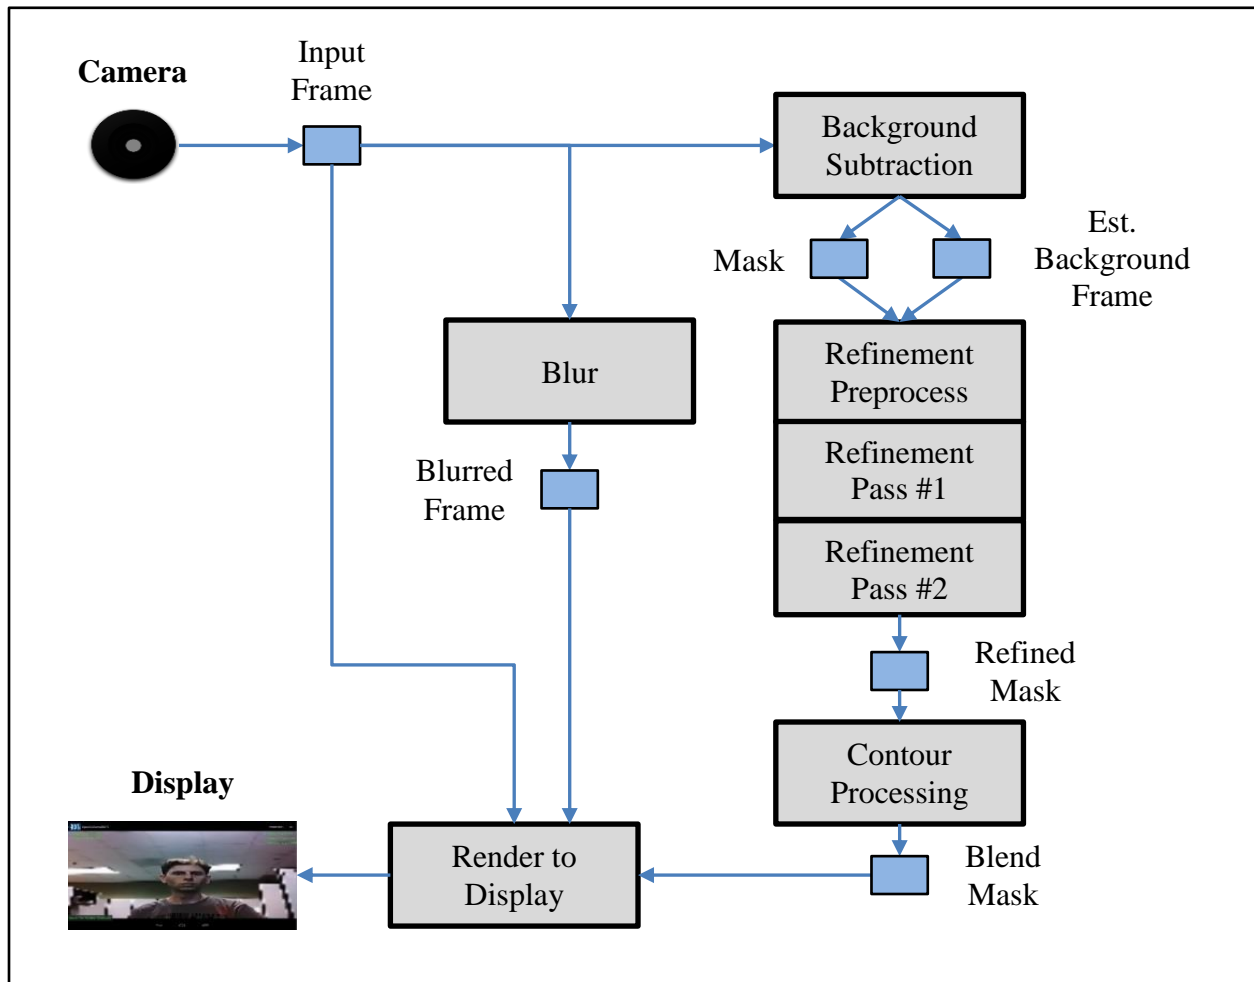 Input
Frame
Camera
Background
Subtraction
Mask
Est.
Background
Frame
Blur
Refinement
Preprocess
Blurred
Frame
Refinement
Pass #1
Refinement
Pass #2
Refined
Mask
Contour
Processing
Display
Render to
Display
Blend
Mask